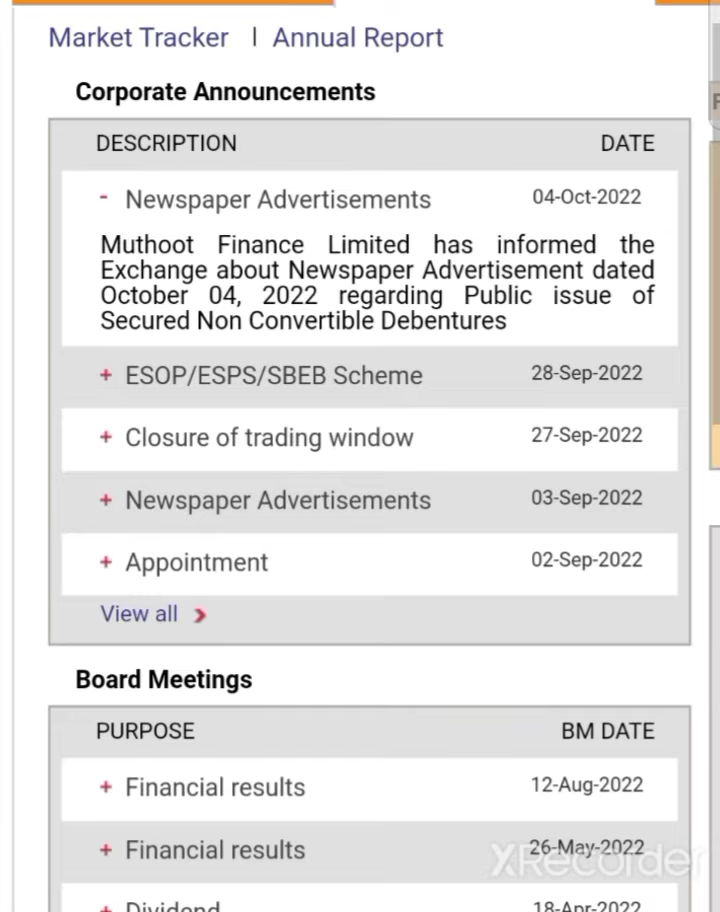 Market Tracker | Annual Report
Corporate Announcements
DESCRIPTION DATE
- Newspaper Advertisements 04-Oct-2022
Muthoot Finance Limited has informed the
Exchange about Newspaper Advertisement dated
October 04, 2022 regarding Public issue of
Secured Non Convertible Debentures
+ ESOP/ESPS/SBEB Scheme 28-Sep-2022
+ Closure of trading window 27-Sep-2022
+ Newspaper Advertisements 03-Sep-2022
+ Appointment 02-Sep-2022
View all
Board Meetings
PURPOSE BM DATE
+ Financial results 12-Aug-2022
+ Financial results 26-May-2022
XRecorder
+ Dividend 18-Apr-2022